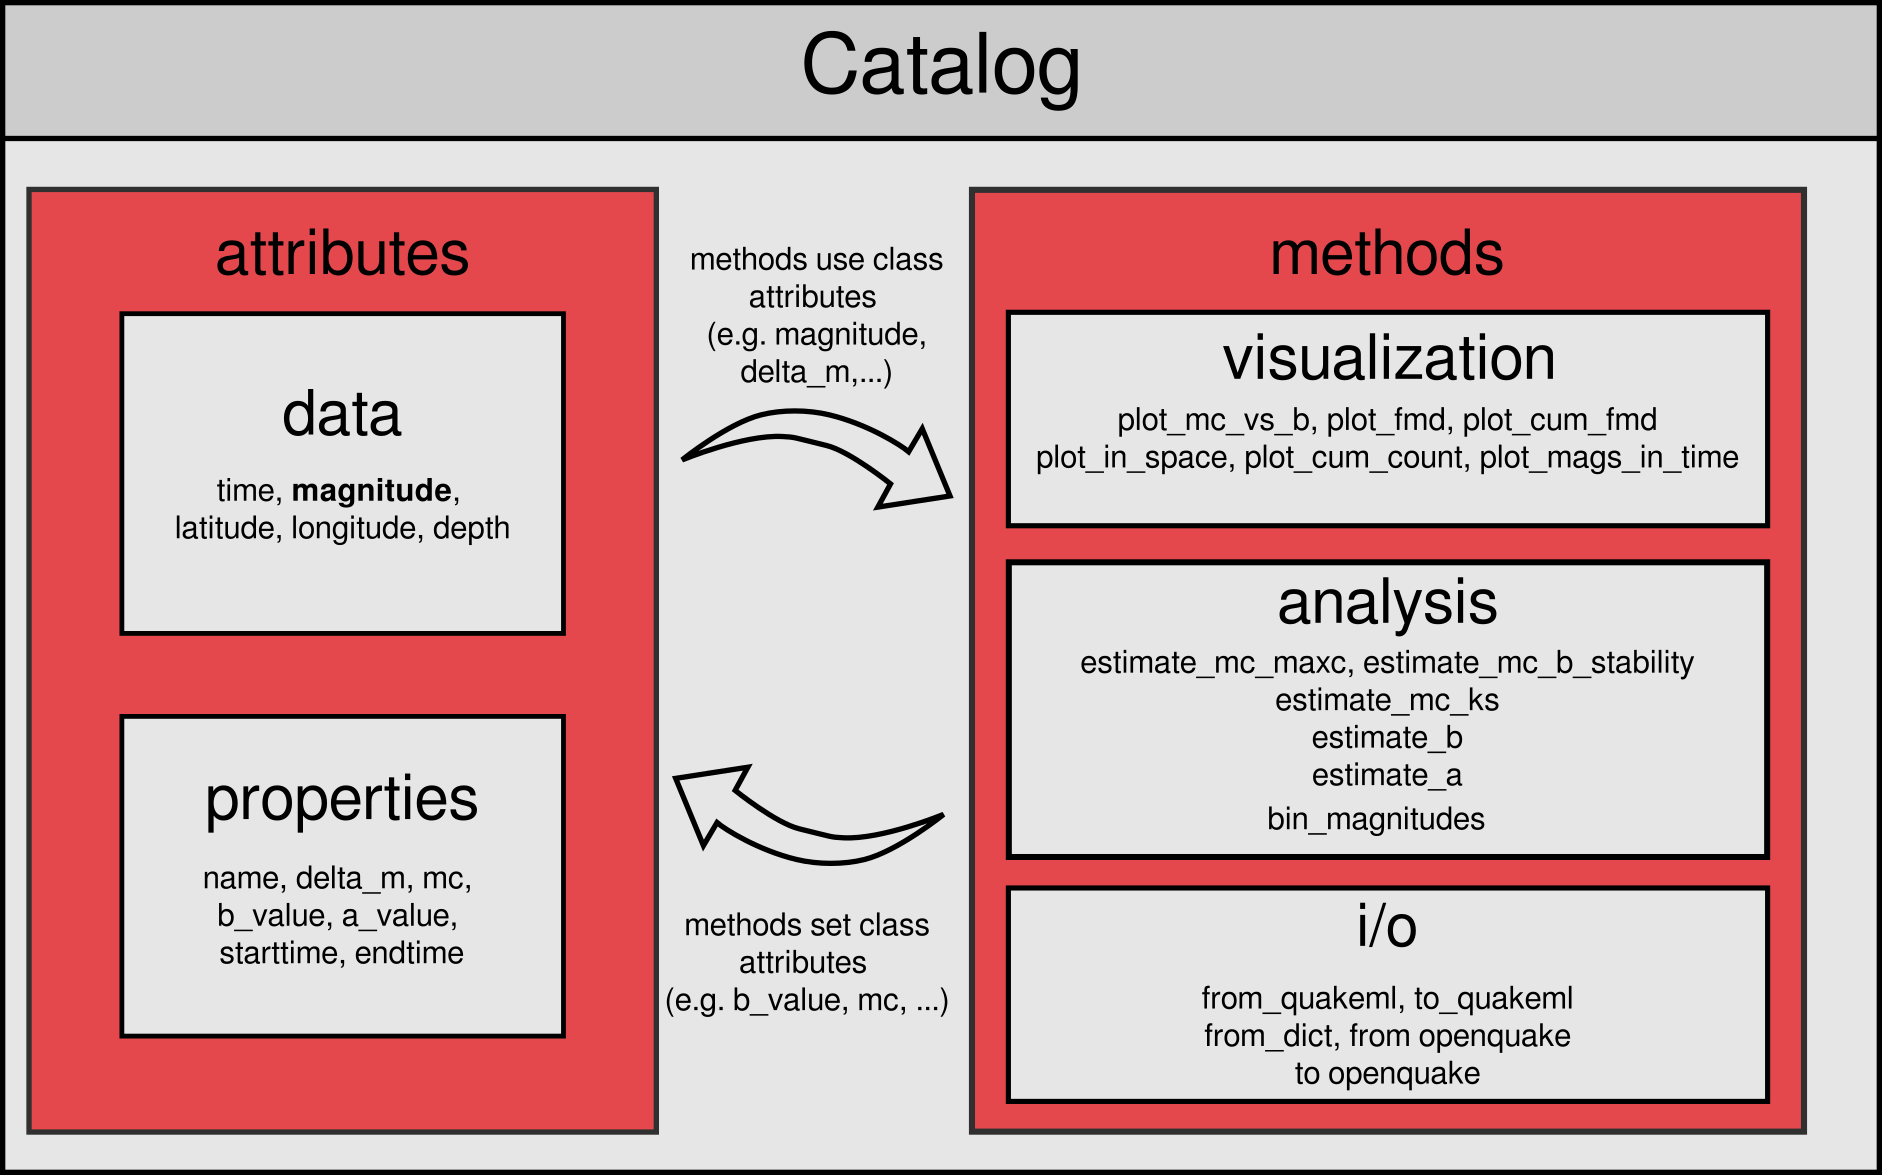 Catalog
attributes
data
time, magnitude,
latitude, longitude, depth
properties
name, delta_m, mc,
b_value, a_value,
starttime, endtime
methods use class
attributes
(e.g. magnitude,
delta_m,...)
methods set class
attributes
(e.g. b_value, mc, ...)
methods
visualization
plot_mc_vs_b, plot_fmd, plot_cum_fmd
plot_in_space, plot_cum_count, plot_mags_in_time
analysis
estimate_mc_maxc, estimate_mc_b_stability
estimate_mc_ks
estimate_b
estimate_a
bin_magnitudes
i/o
from_quakeml, to_quakeml
from_dict, from openquake
to openquake